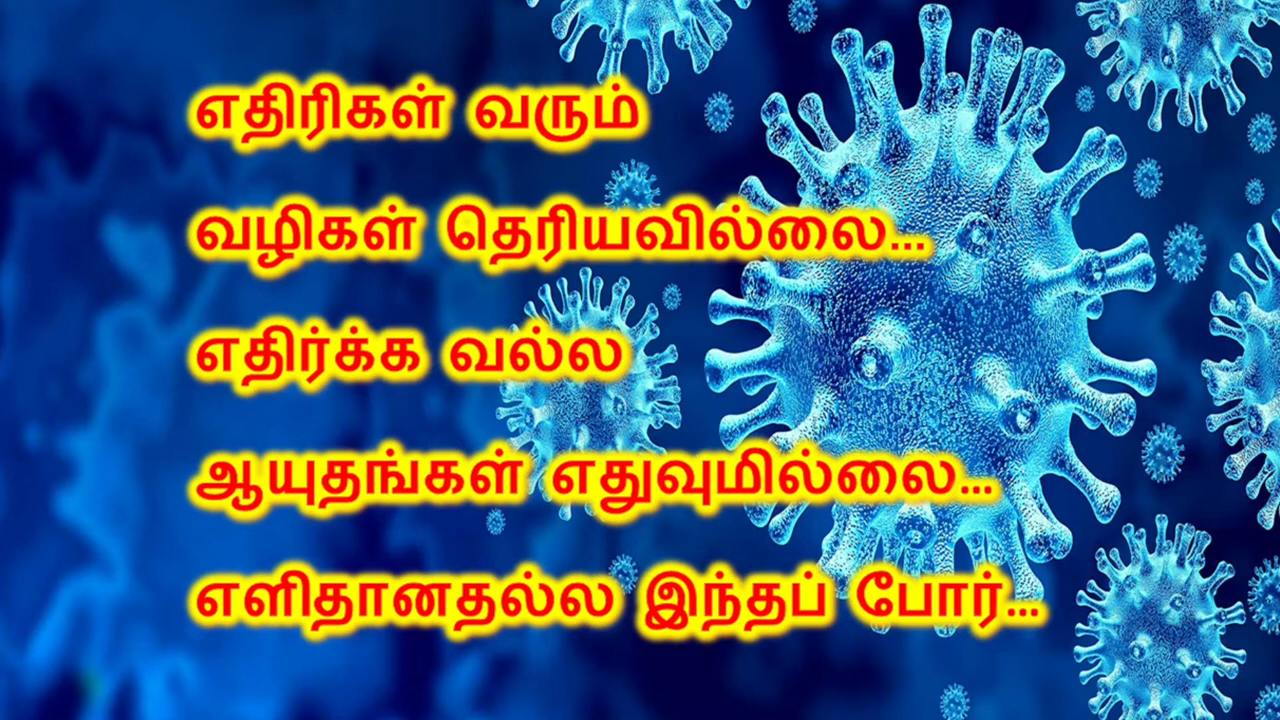 எதிரிகள் வரும்
வழிகள் தெரியவில்லை...
எதிர்க்க வல்ல
ஆயுதங்கள் எதுவுமில்லை...
எளிதானதல்ல இந்தப் போர்...